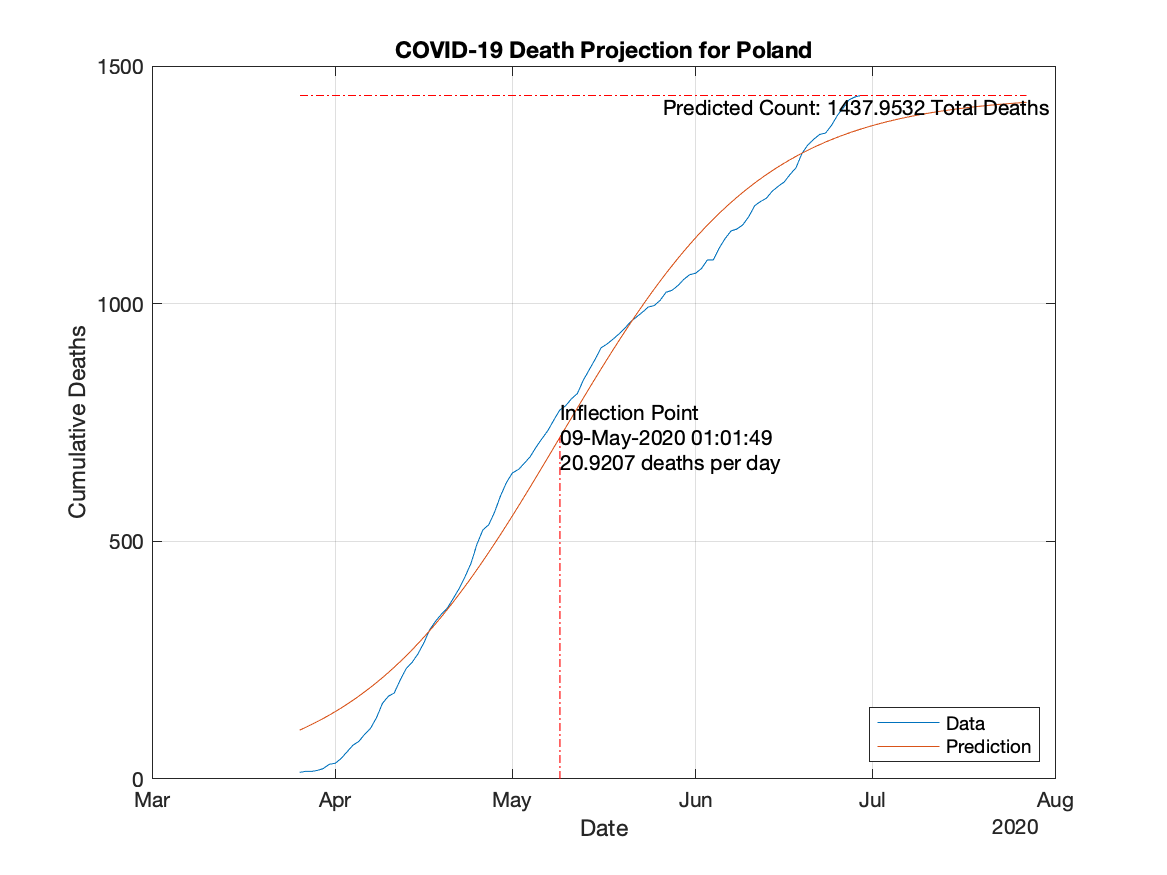 COVID-19 Death Projection for Poland
1500
Predicted Count: 1437.9532 Total Deaths
1000
Cumulative Deaths
Inflection Point
09-May-2020 01:01:49
20.9207 deaths per day
500
Data
Prediction
0
Mar Apr May Jun Jul Aug
Date
2020